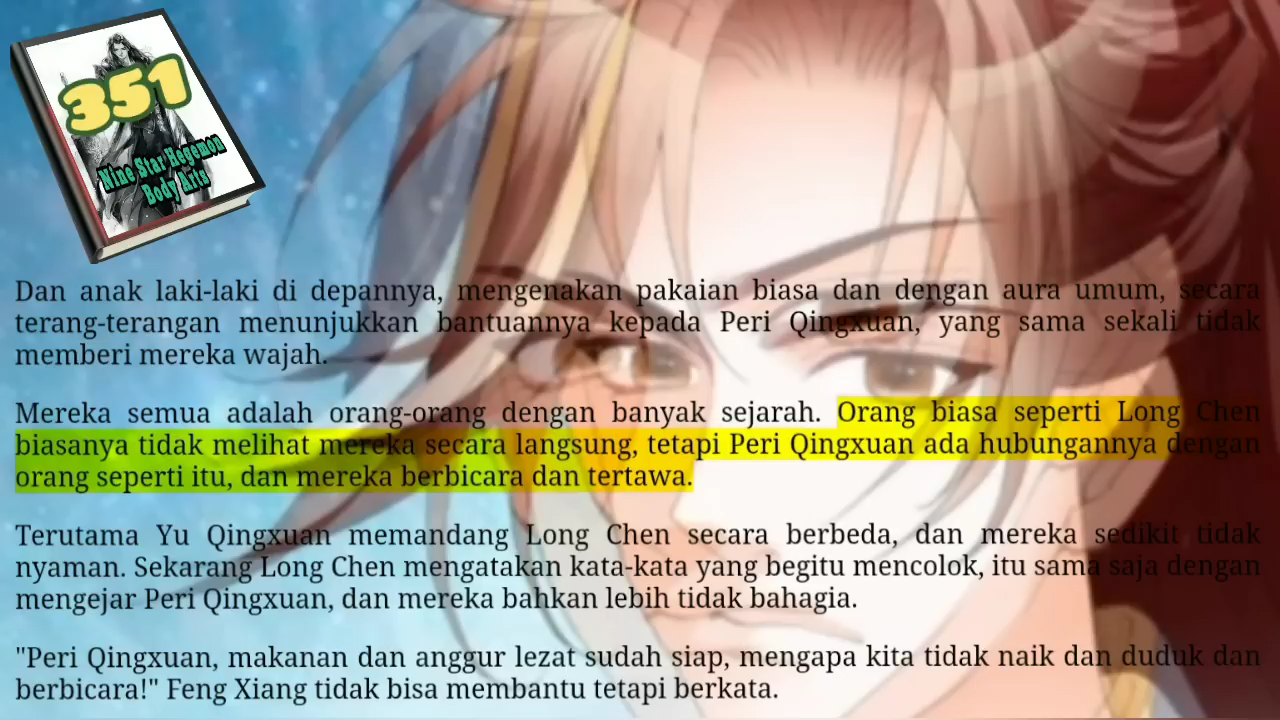 351
Nine Star Hegemon
Body Arts
Dan anak laki-laki di depannya, mengenakan pakaian biasa dan dengan aura umum, secara
terang-terangan menunjukkan bantuannya kepada Peri Qingxuan, yang sama sekali tidak
memberi mereka wajah.
Mereka semua adalah orang-orang dengan banyak sejarah. Orang biasa seperti Long Chen
biasanya tidak melihat mereka secara langsung, tetapi Peri Qingxuan ada hubungannya dengan
orang seperti itu, dan mereka berbicara dan tertawa.
Terutama Yu Qingxuan memandang Long Chen secara berbeda, dan mereka sedikit tidak
nyaman. Sekarang Long Chen mengatakan kata-kata yang begitu mencolok, itu sama saja dengan
mengejar Peri Qingxuan, dan mereka bahkan lebih tidak bahagia.
"Peri Qingxuan, makanan dan anggur lezat sudah siap, mengapa kita tidak naik dan duduk dan
berbicara!" Feng Xiang tidak bisa membantu tetapi berkata.